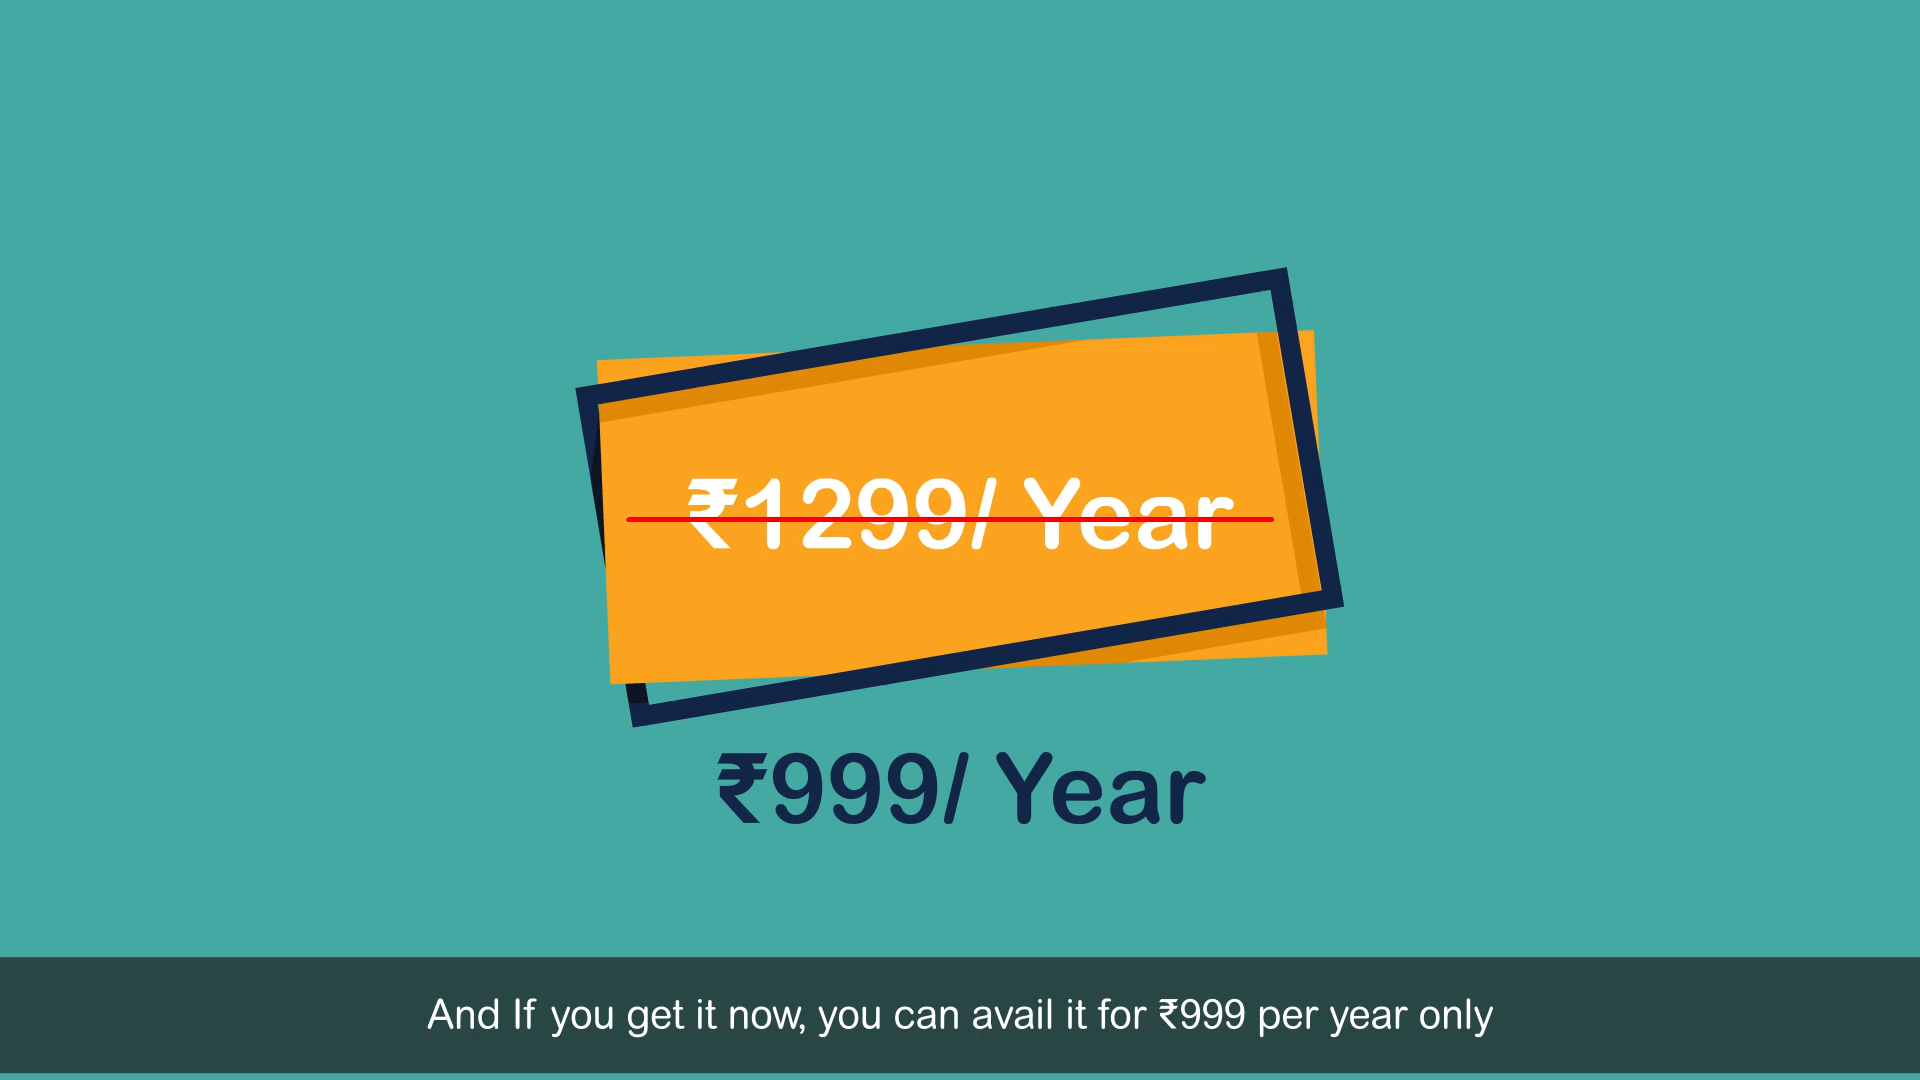 ₹1299/ Year
₹999/ Year
And If you get it now, you can avail it for ₹999 per year only